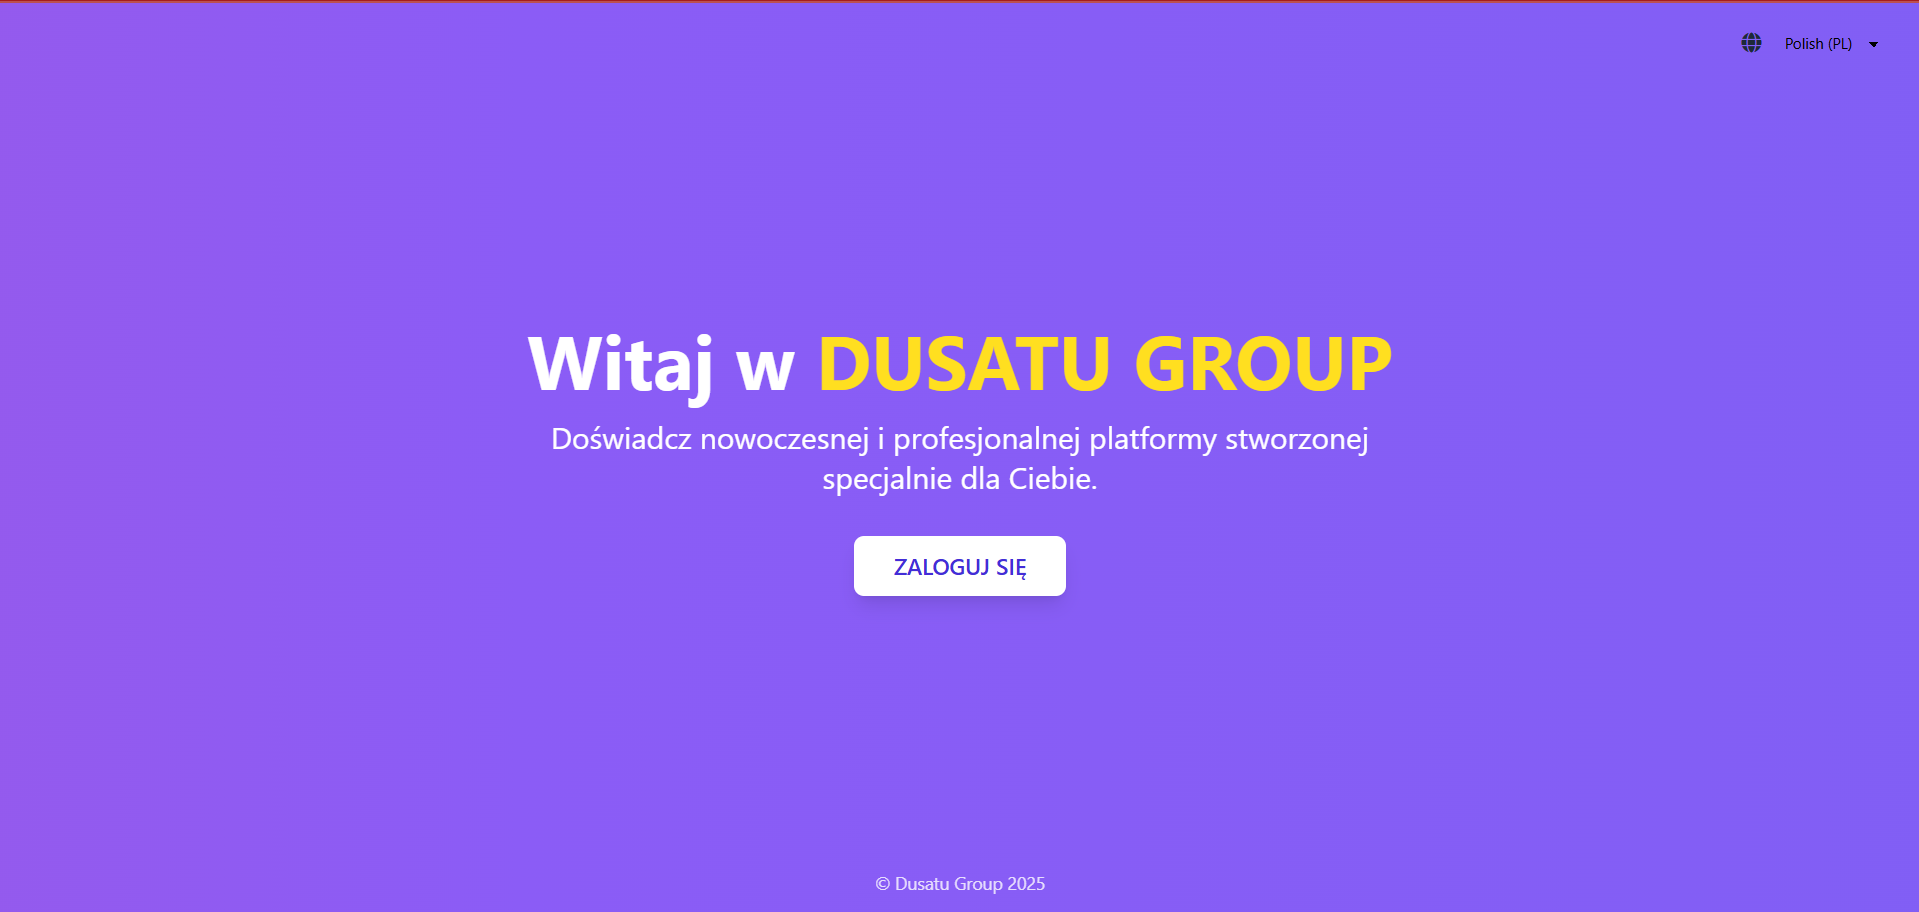 Polish (PL)
Witaj w DUSATU GROUP
Doświadcz nowoczesnej i profesjonalnej platformy stworzonej
specjalnie dla Ciebie.
ZALOGUJ SIĘ
© Dusatu Group 2025